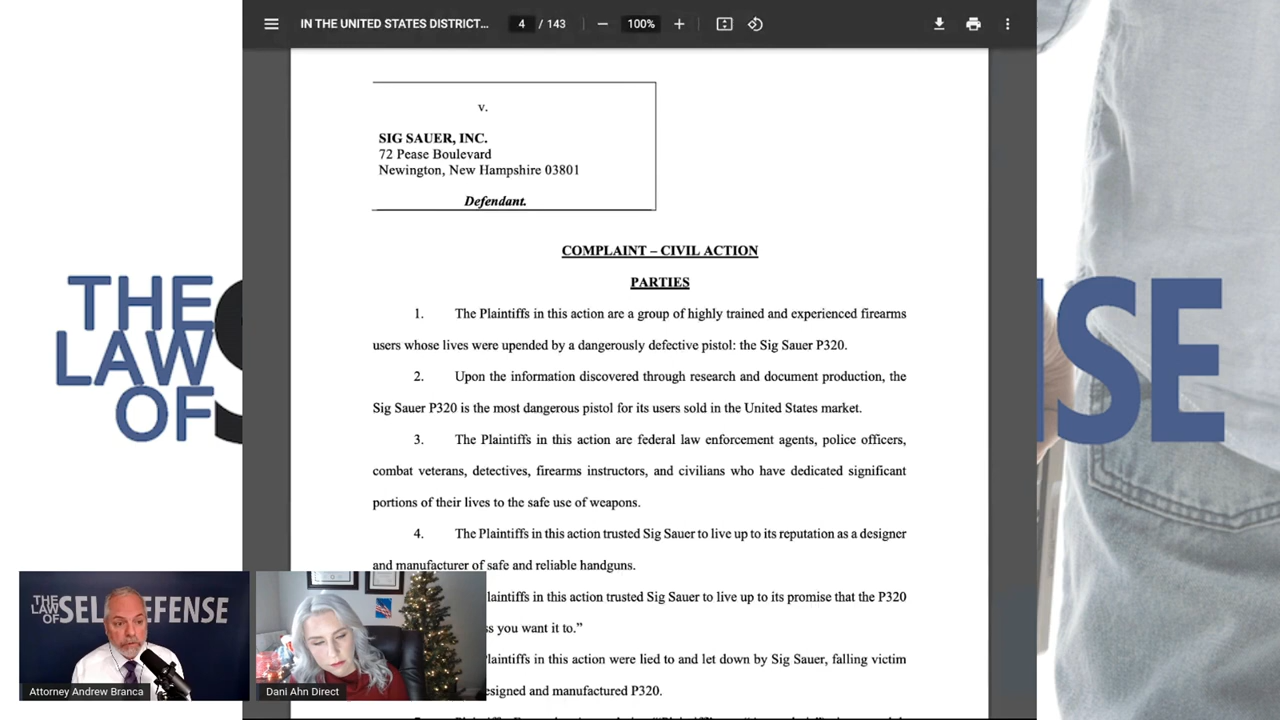 IN THE UNITED STATES DISTRICT...
4 / 143
100%
v.
SIG SAUER, INC.
72 Pease Boulevard
Newington, New Hampshire 03801
Defendant.
COMPLAINT – CIVIL ACTION
PARTIES
1. The Plaintiffs in this action are a group of highly trained and experienced firearms
users whose lives were upended by a dangerously defective pistol: the Sig Sauer P320.
2. Upon the information discovered through research and document production, the
Sig Sauer P320 is the most dangerous pistol for its users sold in the United States market.
3. The Plaintiffs in this action are federal law enforcement agents, police officers,
combat veterans, detectives, firearms instructors, and civilians who have dedicated significant
portions of their lives to the safe use of weapons.
4. The Plaintiffs in this action trusted Sig Sauer to live up to its reputation as a designer
and manufacturer of safe and reliable handguns.
laintiffs in this action trusted Sig Sauer to live up to its promise that the P320
ss you want it to.”
laintiffs in this action were lied to and let down by Sig Sauer, falling victim
esigned and manufactured P320.
THE
LAW
OF
S
NSE
THE
LAW
OF SELF DEFENSE
Attorney Andrew Branca
Dani Ahn Direct